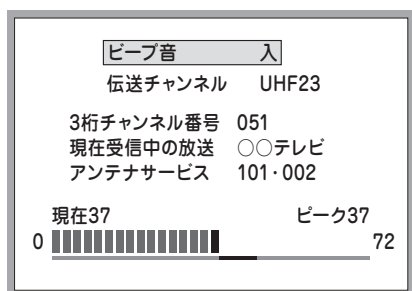 ビープ音 入
伝送チャンネル UHF23
3桁チャンネル番号 051
現在受信中の放送 ○○テレビ
アンテナサービス 101・002
現在37 ピーク37
0 72